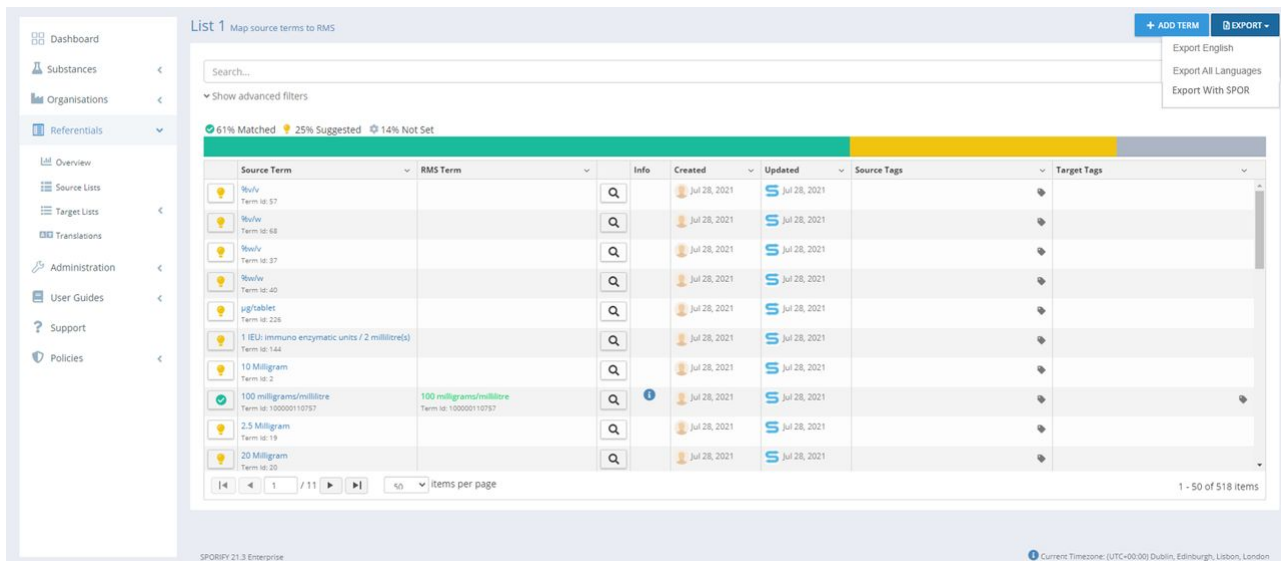 List 1 Map source terms to RMS
+ ADD TERM
EXPORT
Export English
Export All Languages
Export With SPOR
Dashboard
Substances
Organisations
Referentials
Overview
Source Lists
Target Lists
Translations
Administration
User Guides
Support
Policies
Search...
Show advanced filters
61% Matched 25% Suggested 14% Not Set
Source Term RMS Term Info Created Updated Source Tags Target Tags
%v/v Jul 28, 2021 Jul 28, 2021
Term Id: 57
%v/w Jul 28, 2021 Jul 28, 2021
Term Id: 68
%w/v Jul 28, 2021 Jul 28, 2021
Term Id: 37
%w/w Jul 28, 2021 Jul 28, 2021
Term Id: 40
µg/tablet Jul 28, 2021 Jul 28, 2021
Term Id: 226
1 IEU: immuno enzymatic units / 2 millilitre(s) Jul 28, 2021 Jul 28, 2021
Term Id: 144
10 Milligram Jul 28, 2021 Jul 28, 2021
Term Id: 2
100 milligrams/millilitre 100 milligrams/millilitre Jul 28, 2021 Jul 28, 2021
Term Id: 100000110757 Term Id: 100000110757
2.5 Milligram Jul 28, 2021 Jul 28, 2021
Term Id: 19
20 Milligram Jul 28, 2021 Jul 28, 2021
Term Id: 20
1 / 11 50 items per page 1 - 50 of 518 items
SPORIFY 21.3 Enterprise Current Timezone: (UTC+00:00) Dublin, Edinburgh, Lisbon, London